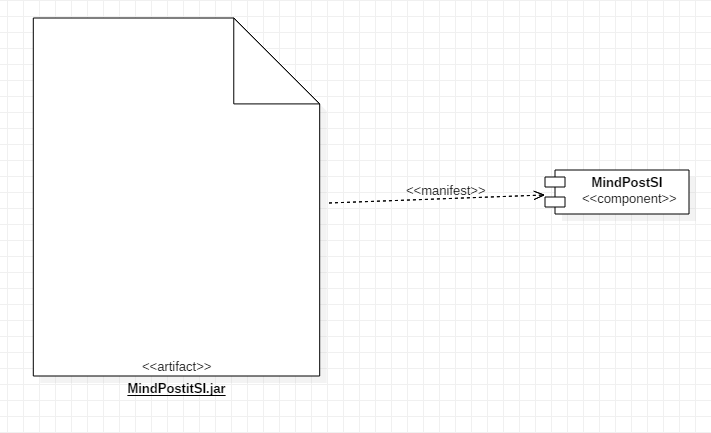 <<manifest>>
MindPostSI
<<component>>
<<artifact>>
MindPostitSI.jar